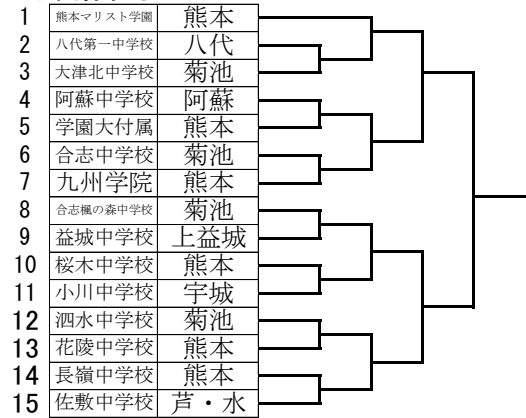 1 熊本マリスト学園 熊本
2 八代第一中学校 八代
3 大津北中学校 菊池
4 阿蘇中学校 阿蘇
5 学園大付属 熊本
6 合志中学校 菊池
7 九州学院 熊本
8 合志楓の森中学校 菊池
9 益城中学校 上益城
10 桜木中学校 熊本
11 小川中学校 宇城
12 泗水中学校 菊池
13 花陵中学校 熊本
14 長嶺中学校 熊本
15 佐敷中学校 芦・水